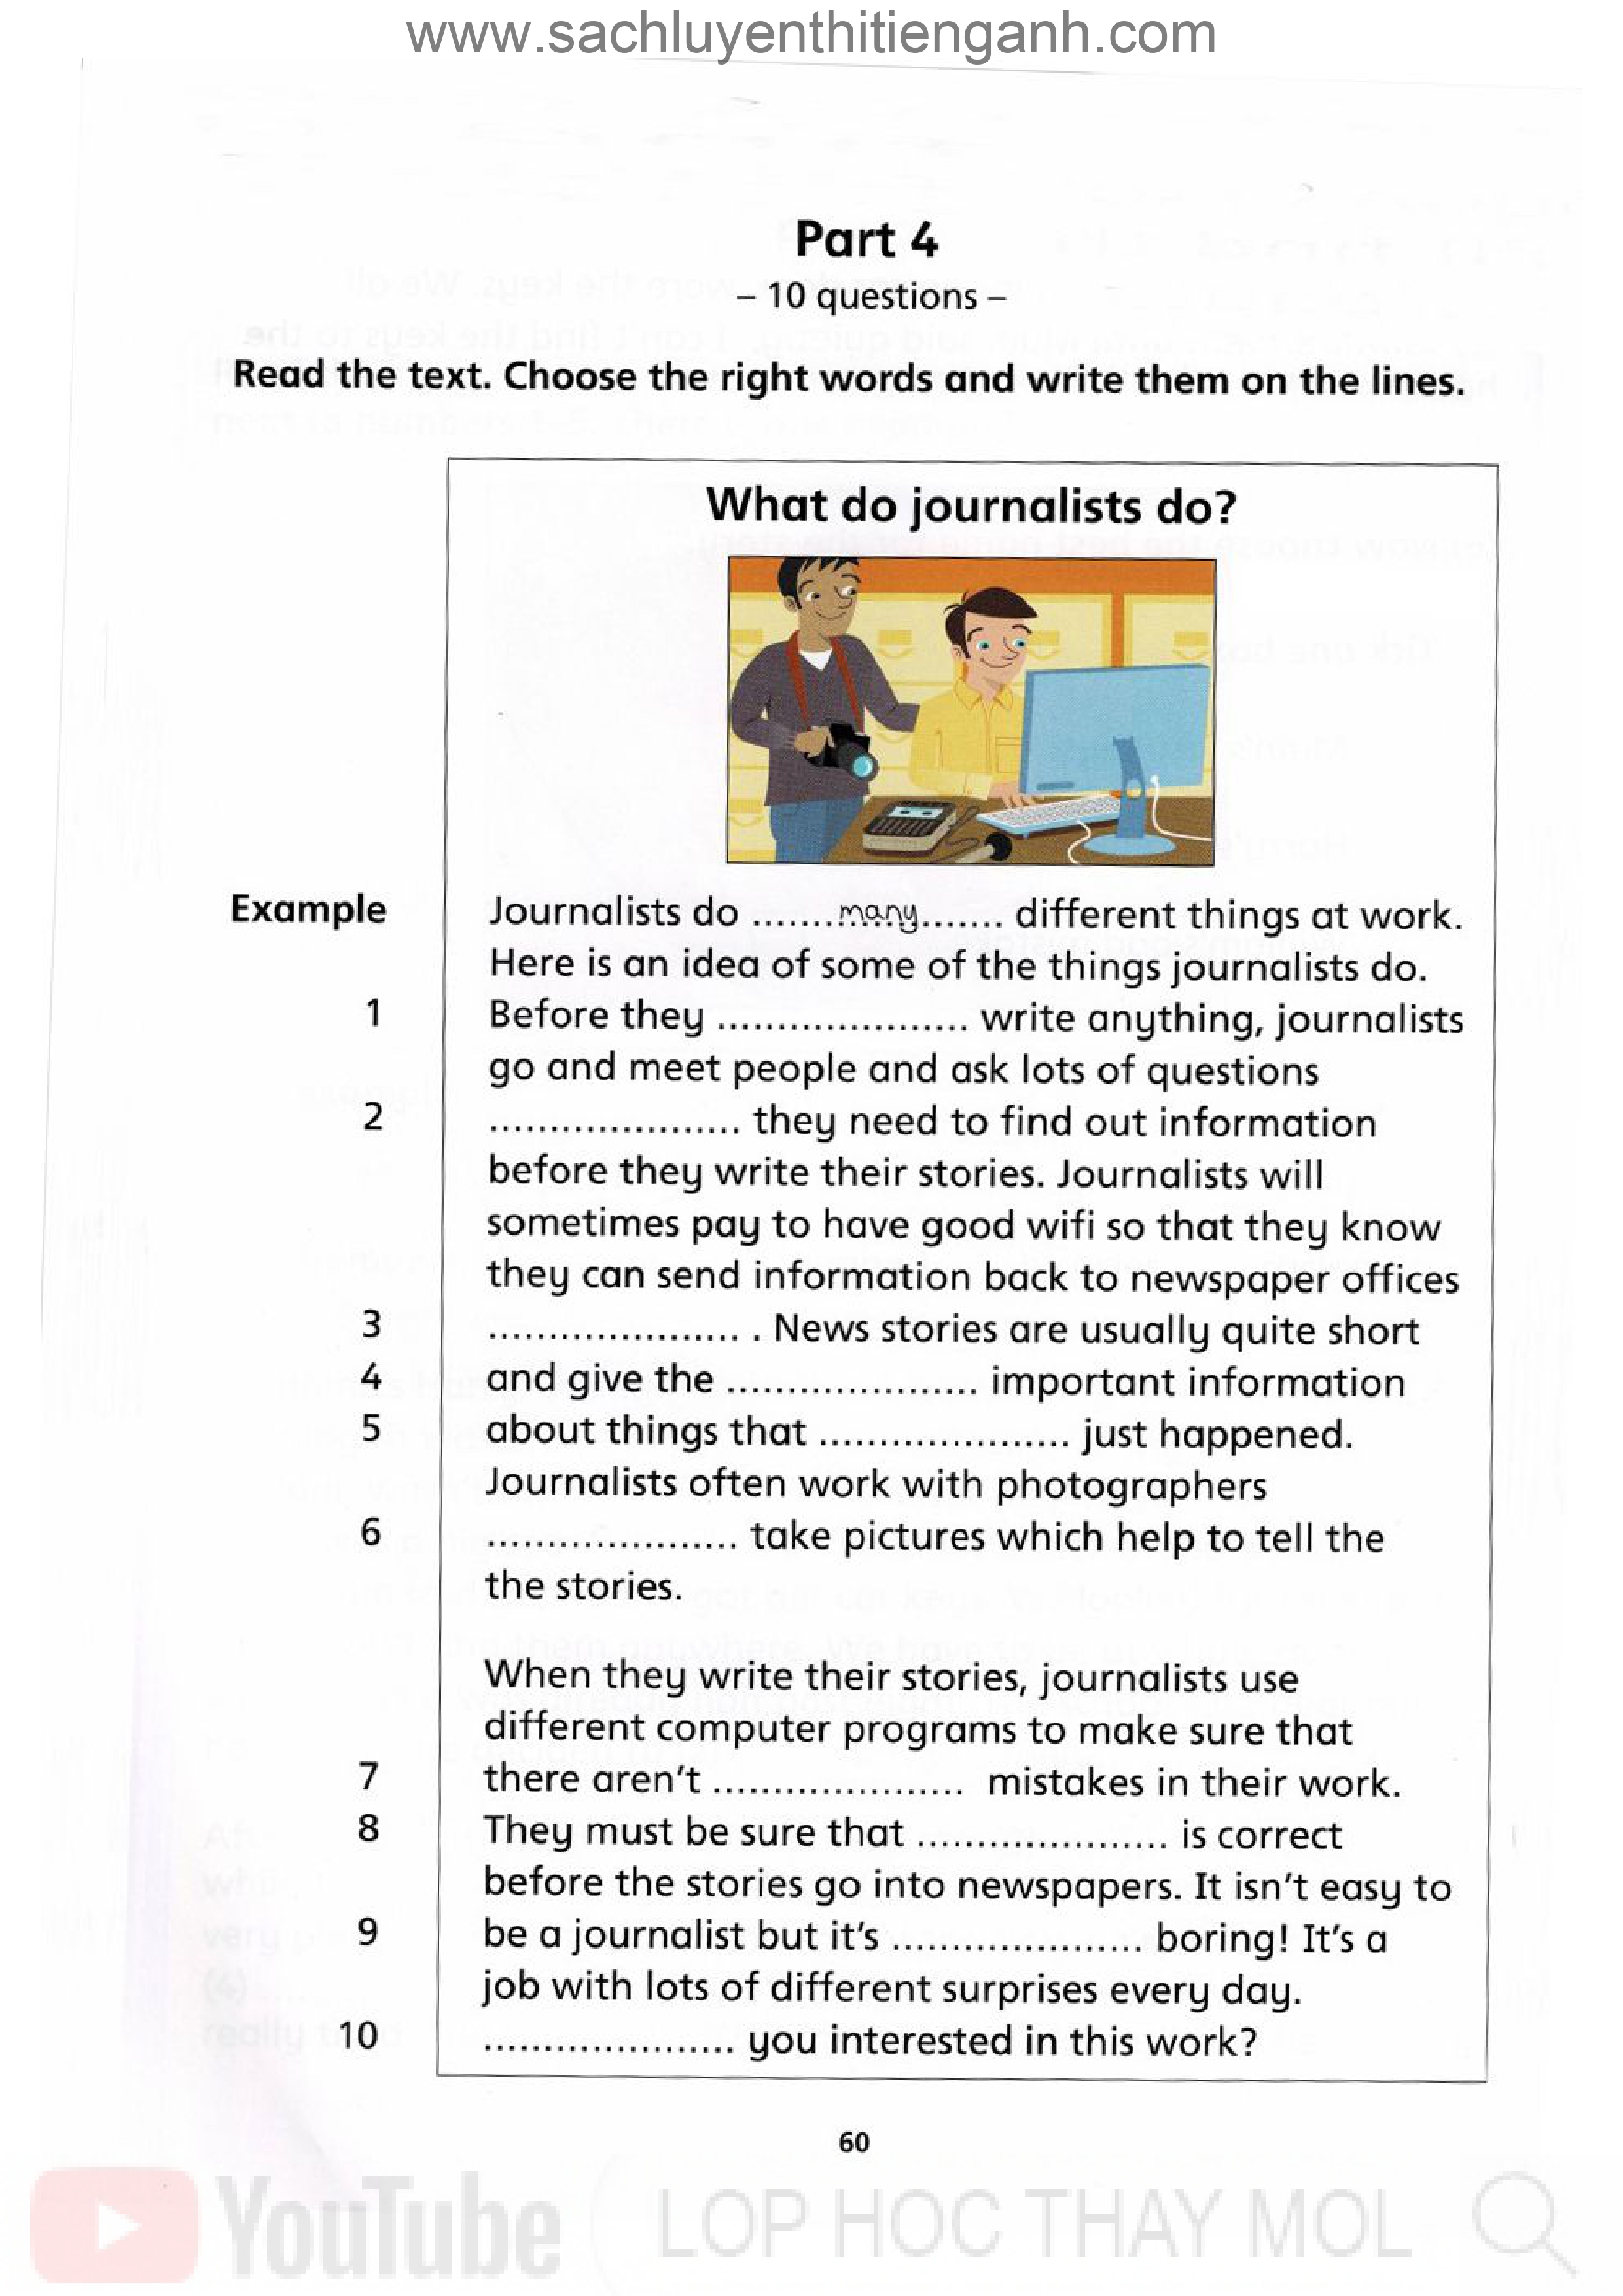 www.sachluyenthitienganh.com
Part 4
– 10 questions –
Read the text. Choose the right words and write them on the lines.
What do journalists do?
Example Journalists do ........many....... different things at work.
Here is an idea of some of the things journalists do.
1 Before they ..................... write anything, journalists
go and meet people and ask lots of questions
2 ..................... they need to find out information
before they write their stories. Journalists will
sometimes pay to have good wifi so that they know
they can send information back to newspaper offices
3 ..................... . News stories are usually quite short
4 and give the ..................... important information
5 about things that ..................... just happened.
Journalists often work with photographers
6 ..................... take pictures which help to tell the
the stories.
When they write their stories, journalists use
different computer programs to make sure that
7 there aren't ..................... mistakes in their work.
8 They must be sure that ..................... is correct
before the stories go into newspapers. It isn't easy to
9 be a journalist but it's ..................... boring! It's a
job with lots of different surprises every day.
10 ..................... you interested in this work?
60
YouTube LOP HOC THAY MOL